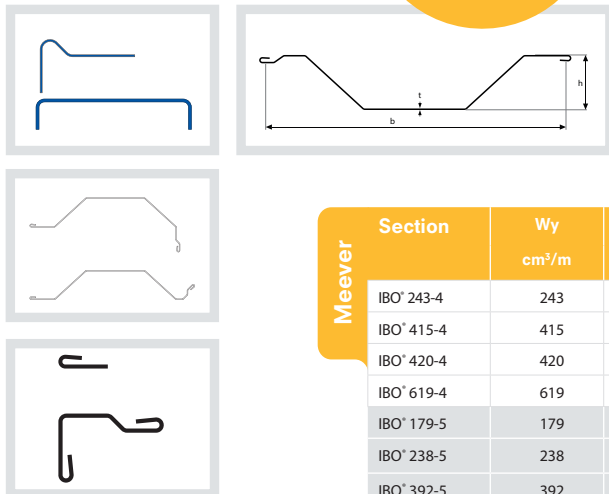 t
h
b
Meever
Section Wy
cm³/m
IBO® 243-4 243
IBO® 415-4 415
IBO® 420-4 420
IBO® 619-4 619
IBO® 179-5 179
IBO® 238-5 238
IBO® 392-5 392